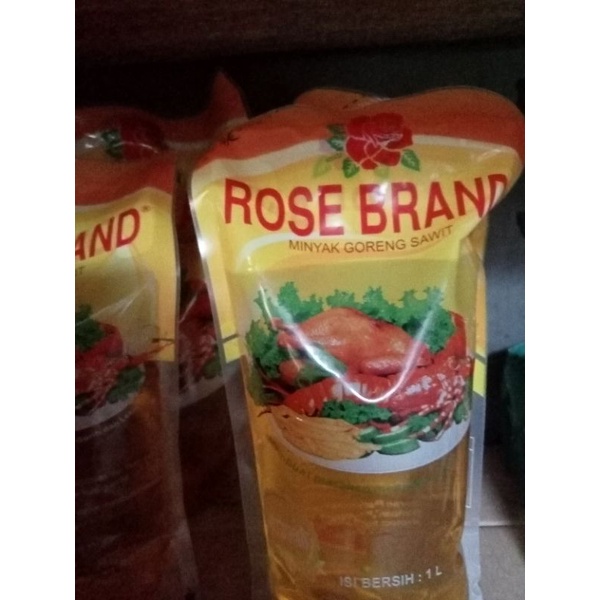 ROSE BRAND
MINYAK GORENG SAWIT
ISI BERSIH : 1 L
AND®
T